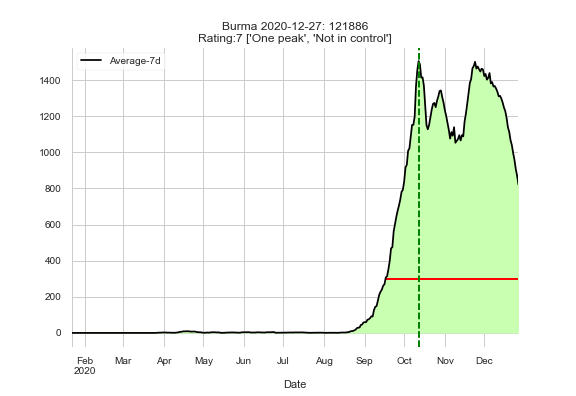 Burma 2020-12-27: 121886
Rating:7 ['One peak', 'Not in control']
Average-7d
1400
1200
1000
800
600
400
200
0
Feb Mar Apr May Jun Jul Aug Sep Oct Nov Dec
2020
Date